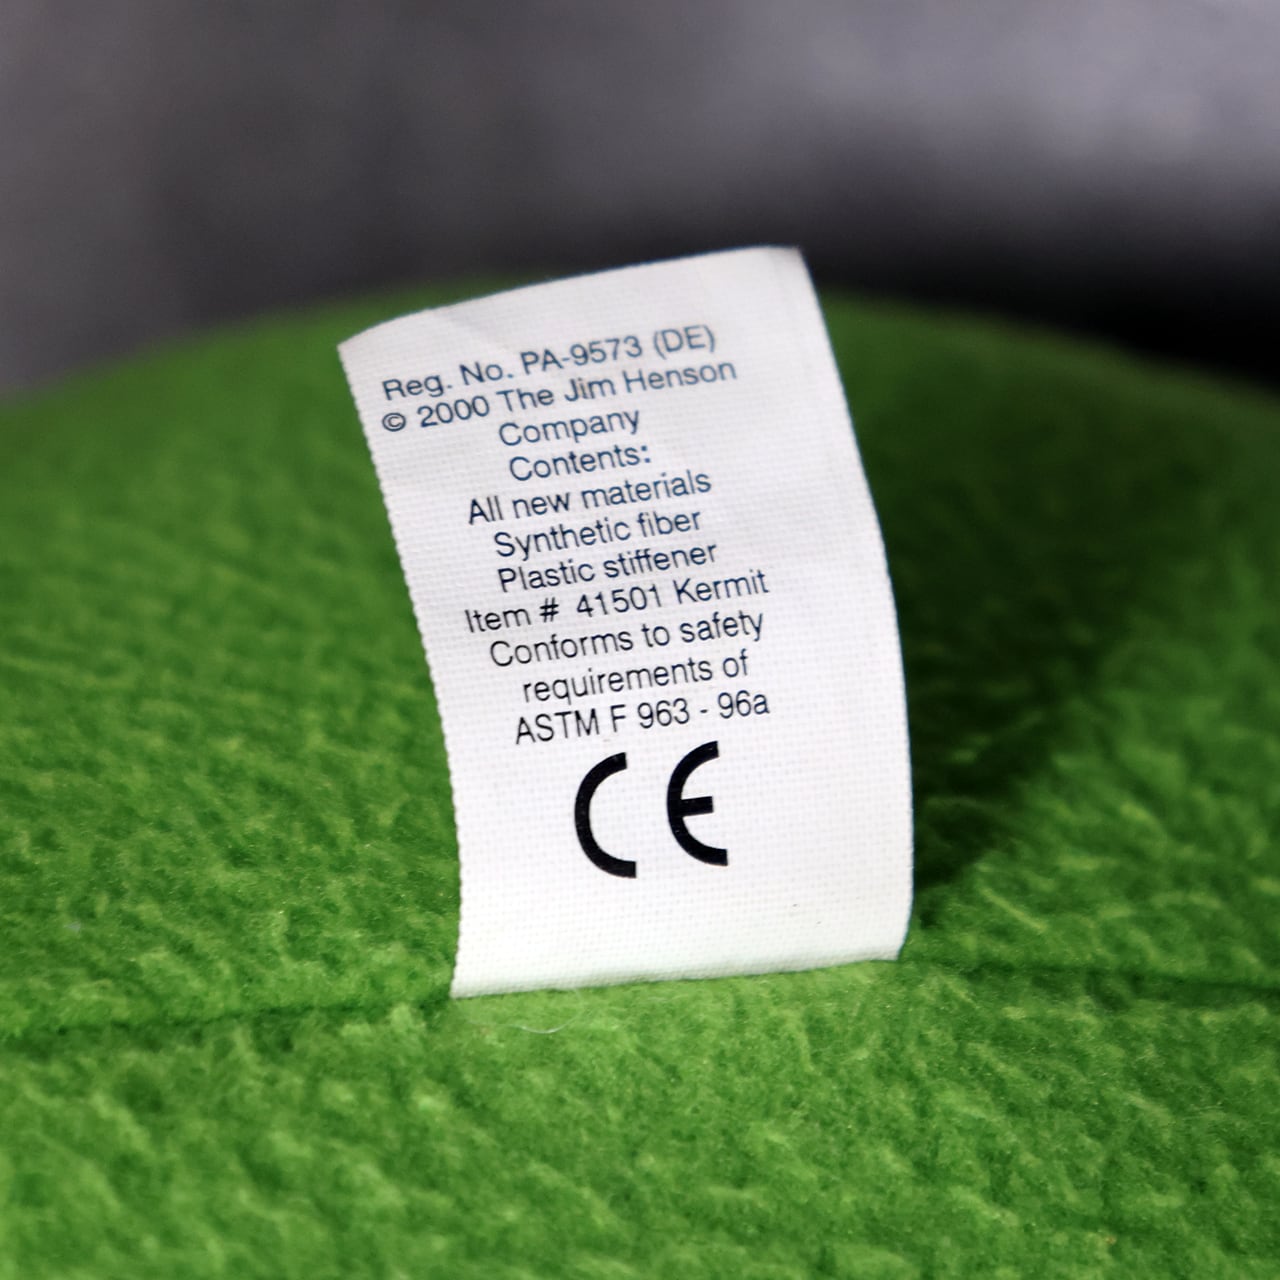 Reg. No. PA-9573 (DE)
© 2000 The Jim Henson
Company
Contents:
All new materials
Synthetic fiber
Plastic stiffener
Item # 41501 Kermit
Conforms to safety
requirements of
ASTM F 963 - 96a
CE